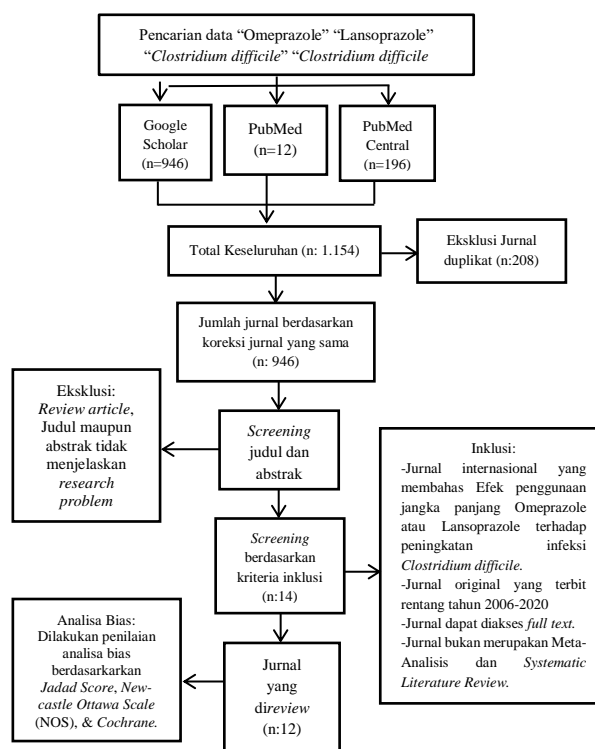 Pencarian data “Omeprazole” “Lansoprazole”
“Clostridium difficile” “Clostridium difficile
Google
Scholar
(n=946)
PubMed
(n=12)
PubMed
Central
(n=196)
Total Keseluruhan (n: 1.154)
Eksklusi Jurnal
duplikat (n:208)
Jumlah jurnal berdasarkan
koreksi jurnal yang sama
(n: 946)
Eksklusi:
Review article,
Judul maupun
abstrak tidak
menjelaskan
research
problem
Screening
judul dan
abstrak
Inklusi:
-Jurnal internasional yang
membahas Efek penggunaan
jangka panjang Omeprazole
atau Lansoprazole terhadap
peningkatan infeksi
Clostridium difficile.
-Jurnal original yang terbit
rentang tahun 2006-2020
-Jurnal dapat diakses full text.
-Jurnal bukan merupakan Meta-
Analisis dan Systematic
Literature Review.
Screening
berdasarkan
kriteria inklusi
(n:14)
Analisa Bias:
Dilakukan penilaian
analisa bias
berdasarkarkan
Jadad Score, New-
castle Ottawa Scale
(NOS), & Cochrane.
Jurnal
yang
direview
(n:12)